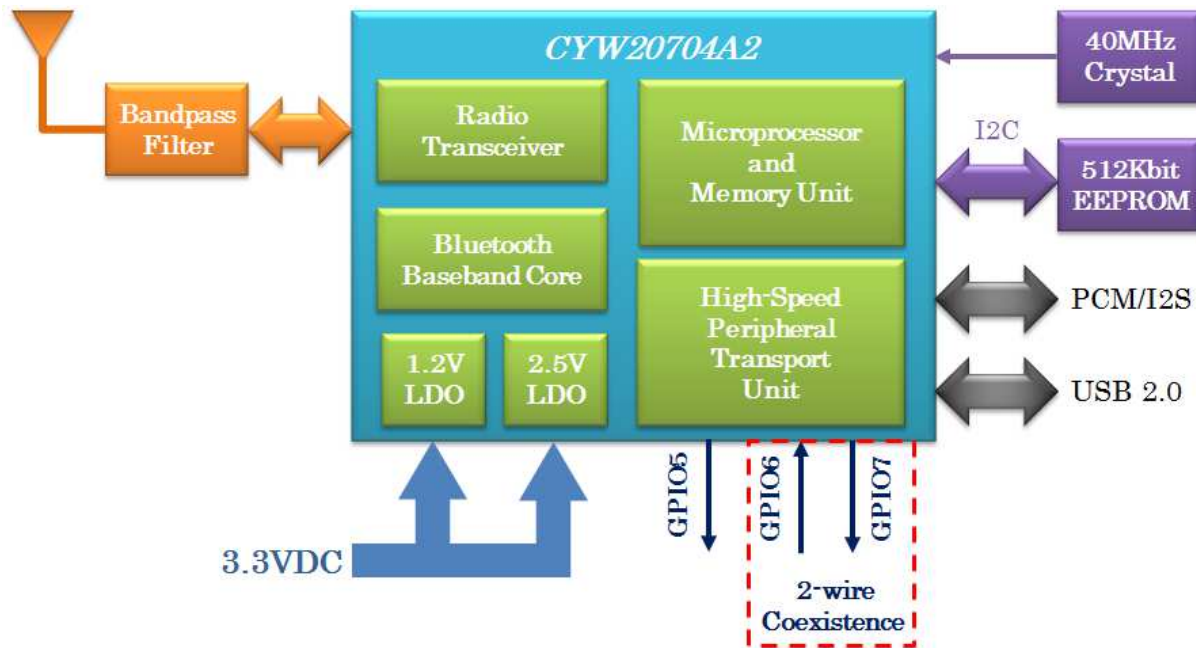 CYW20704A2
40MHz
Crystal
Bandpass
Filter
Radio
Transceiver
Microprocessor
and
Memory Unit
I2C
512Kbit
EEPROM
Bluetooth
Baseband Core
High-Speed
Peripheral
Transport
Unit
PCM/I2S
1.2V
LDO
2.5V
LDO
USB 2.0
GPIO5
GPIO6
GPIO7
3.3VDC
2-wire
Coexistence